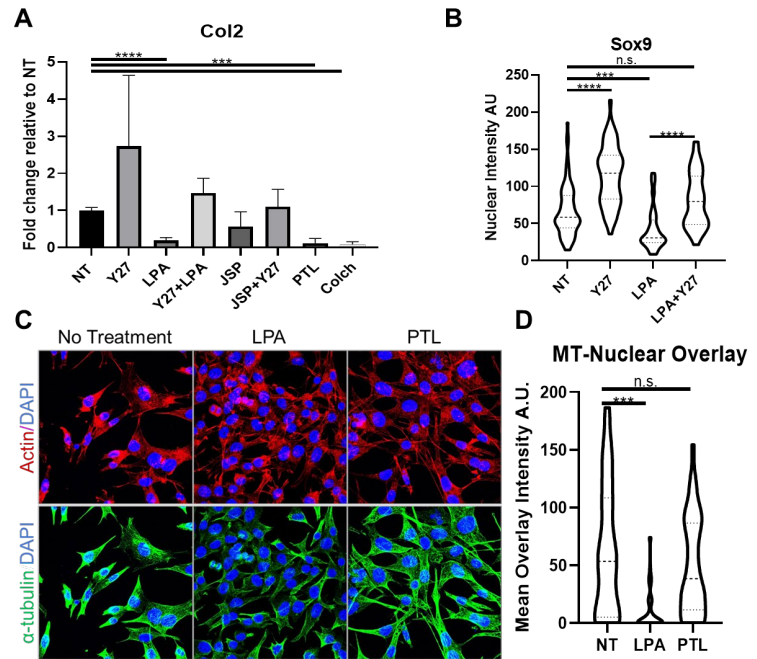 A
Col2
Fold change relative to NT
5
4
3
2
1
0
****
***
NT
Y27
LPA
Y27+LPA
JSP
JSP+Y27
PTL
Colch
B
Sox9
Nuclear Intensity AU
250
200
150
100
50
0
n.s.
***
****
****
NT
Y27
LPA
LPA+Y27
C
No Treatment
LPA
PTL
Actin/DAPI
α-tubulin DAPI
D
MT-Nuclear Overlay
Mean Overlay Intensity A.U.
200
150
100
50
0
n.s.
***
NT
LPA
PTL